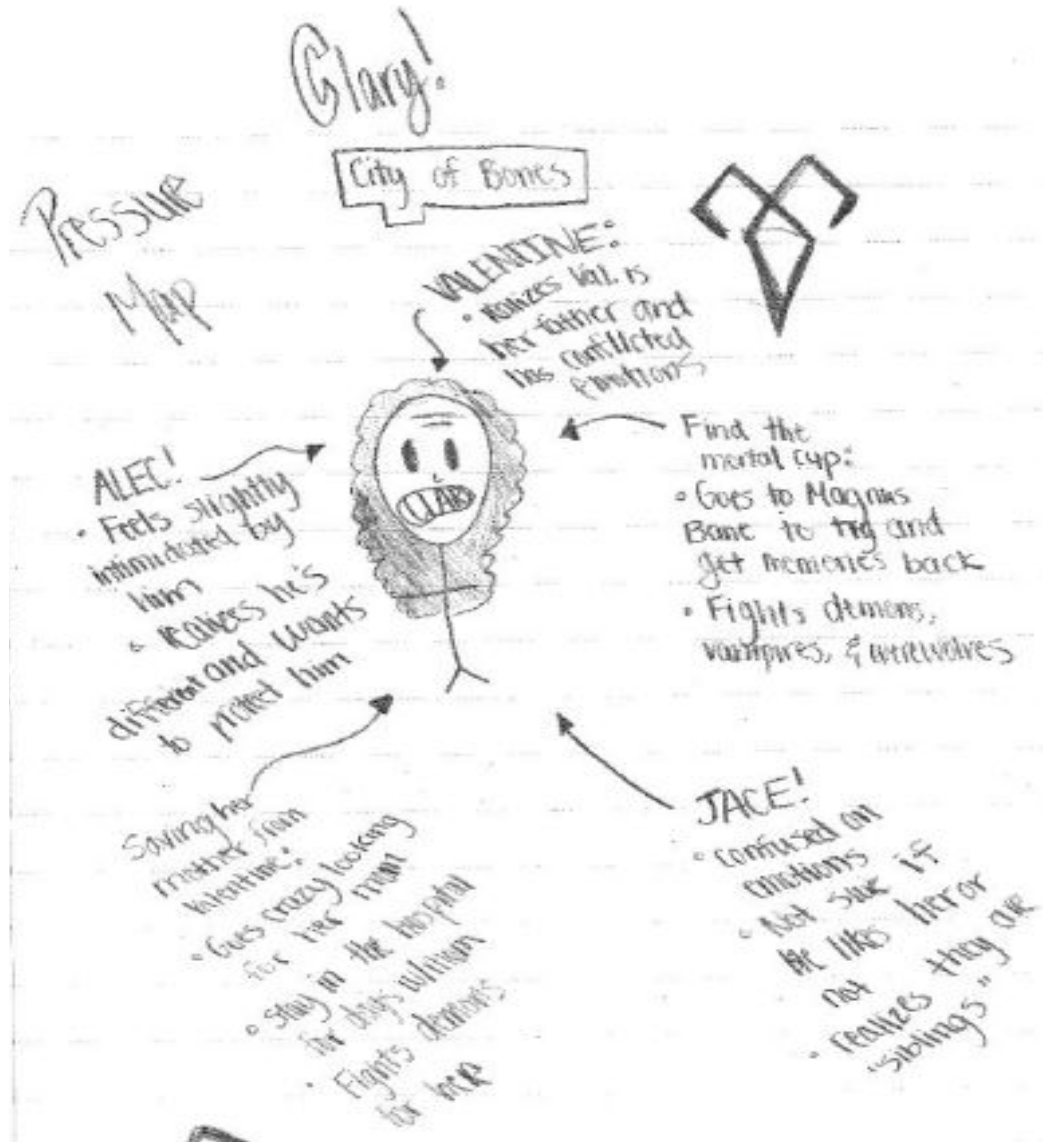 Clary!
City of Bones
Pressure
Map
VALENTINE:
• realizes Val. is
her father and
has conflicted
emotions
ALEC!
• Feels slightly
intimidated by
him
• realizes he's
different and wants
to protect him
CLARY
Find the
mortal cup:
• Goes to Magnus
Bane to try and
get memories back
• Fights demons,
vampires, & werewolves
Saving her
mother from
Valentine:
• Goes crazy looking
for her mom
• stay in the hospital
for days
• Fights demons
for her
JACE!
• confused on
emotions
• Not sure if
he likes her or
not
• realizes they are
"siblings"